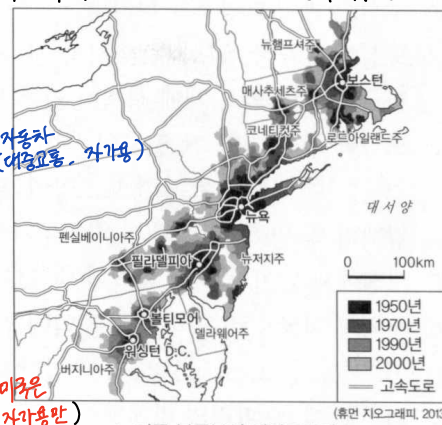 뉴햄프셔주
보스턴
매사추세츠주
코네티컷주
로드아일랜드주
자동차
(대중교통, 자가용)
뉴욕
대서양
펜실베이니아주
필라델피아
뉴저지주
0 100km
볼티모어
델라웨어주
워싱턴 D.C.
버지니아주
1950년
1970년
1990년
2000년
고속도로
미국은
자가용만)
(휴먼 지오그래피, 2013